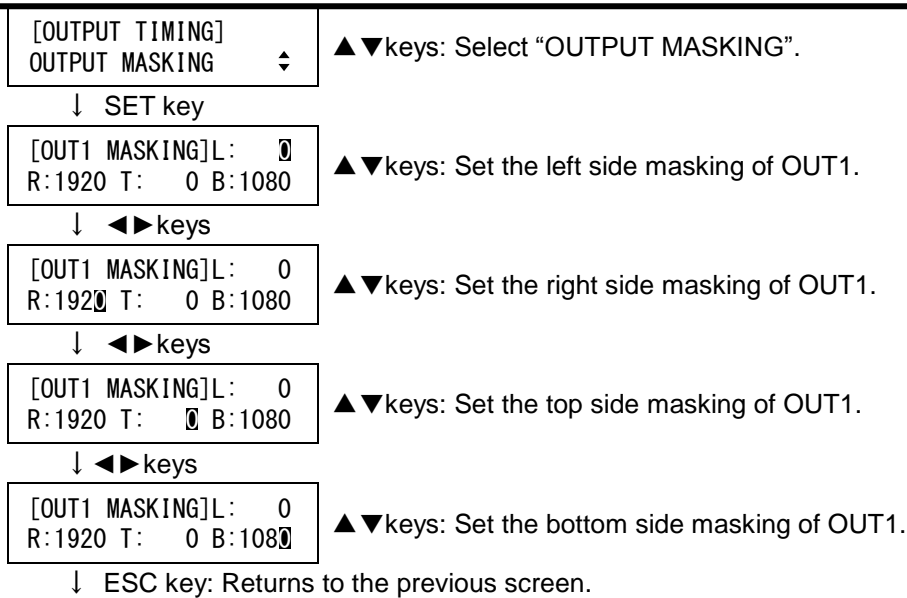 [OUTPUT TIMING]
OUTPUT MASKING ▲▼
▲▼keys: Select “OUTPUT MASKING”.
↓ SET key
[OUT1 MASKING]L: 0
R:1920 T: 0 B:1080
▲▼keys: Set the left side masking of OUT1.
↓ ◄►keys
[OUT1 MASKING]L: 0
R:1920 T: 0 B:1080
▲▼keys: Set the right side masking of OUT1.
↓ ◄►keys
[OUT1 MASKING]L: 0
R:1920 T: 0 B:1080
▲▼keys: Set the top side masking of OUT1.
↓ ◄►keys
[OUT1 MASKING]L: 0
R:1920 T: 0 B:1080
▲▼keys: Set the bottom side masking of OUT1.
↓ ESC key: Returns to the previous screen.